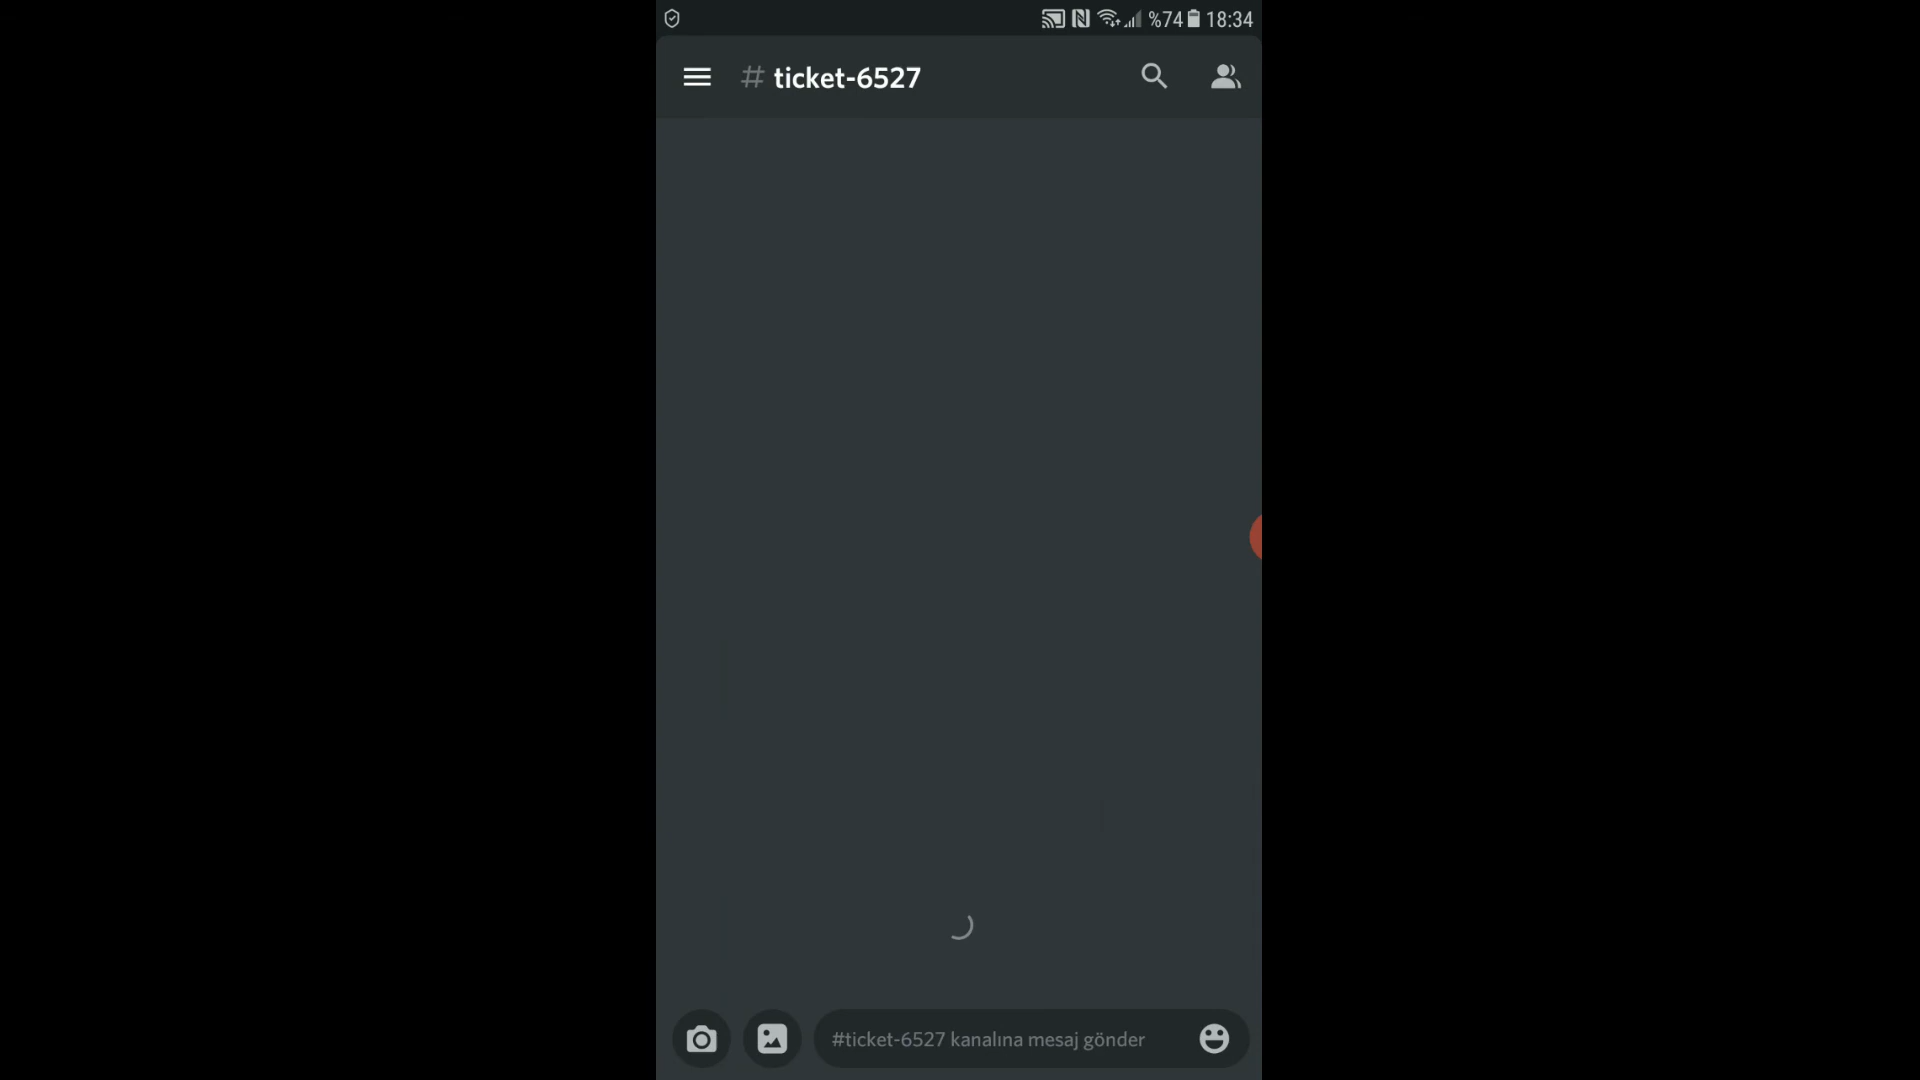 %74 18:34
# ticket-6527
#ticket-6527 kanalına mesaj gönder